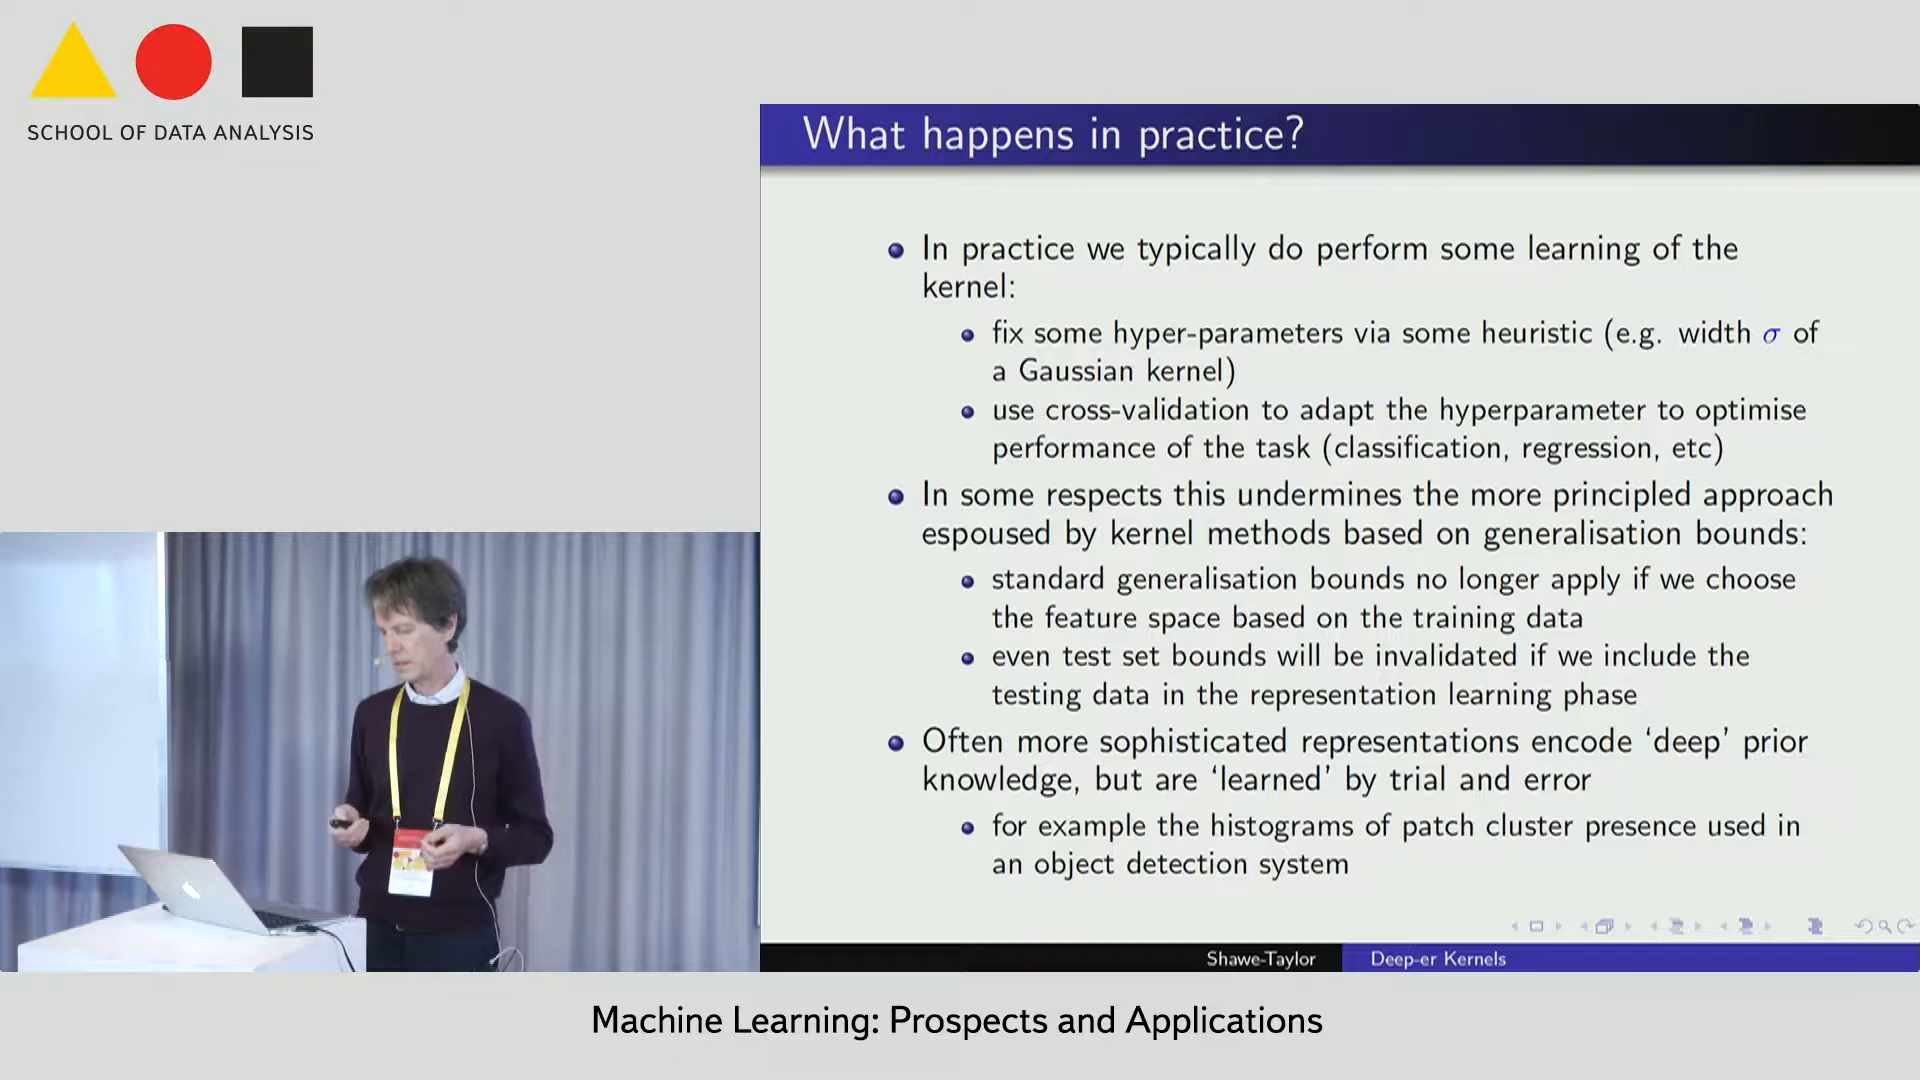 SCHOOL OF DATA ANALYSIS
What happens in practice?
In practice we typically do perform some learning of the
kernel:
fix some hyper-parameters via some heuristic (e.g. width σ of
a Gaussian kernel)
use cross-validation to adapt the hyperparameter to optimise
performance of the task (classification, regression, etc)
In some respects this undermines the more principled approach
espoused by kernel methods based on generalisation bounds:
standard generalisation bounds no longer apply if we choose
the feature space based on the training data
even test set bounds will be invalidated if we include the
testing data in the representation learning phase
Often more sophisticated representations encode ‘deep’ prior
knowledge, but are ‘learned’ by trial and error
for example the histograms of patch cluster presence used in
an object detection system
Shawe-Taylor
Deep-er Kernels
Machine Learning: Prospects and Applications